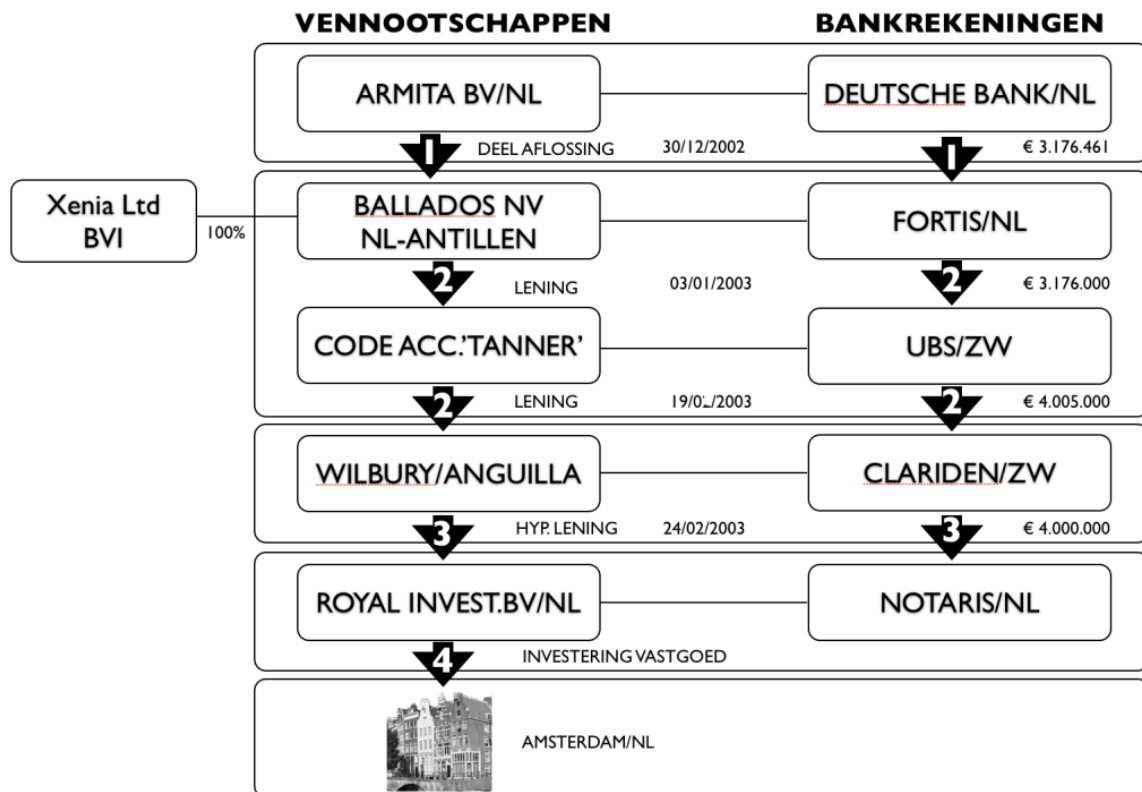 VENNOOTSCHAPPEN BANKREKENINGEN
ARMITA BV/NL DEUTSCHE BANK/NL
1 DEEL AFLOSSING 30/12/2002 1 € 3.176.461
Xenia Ltd
BVI
100%
BALLADOS NV
NL-ANTILLEN
FORTIS/NL
2 LENING 03/01/2003 2 € 3.176.000
CODE ACC.'TANNER' UBS/ZW
2 LENING 2 € 4.005.000
WILBURY/ANGUILLA CLARIDEN/ZW
3 HYP. LENING 24/02/2003 3 € 4.000.000
ROYAL INVEST.BV/NL NOTARIS/NL
4 INVESTERING VASTGOED
AMSTERDAM/NL